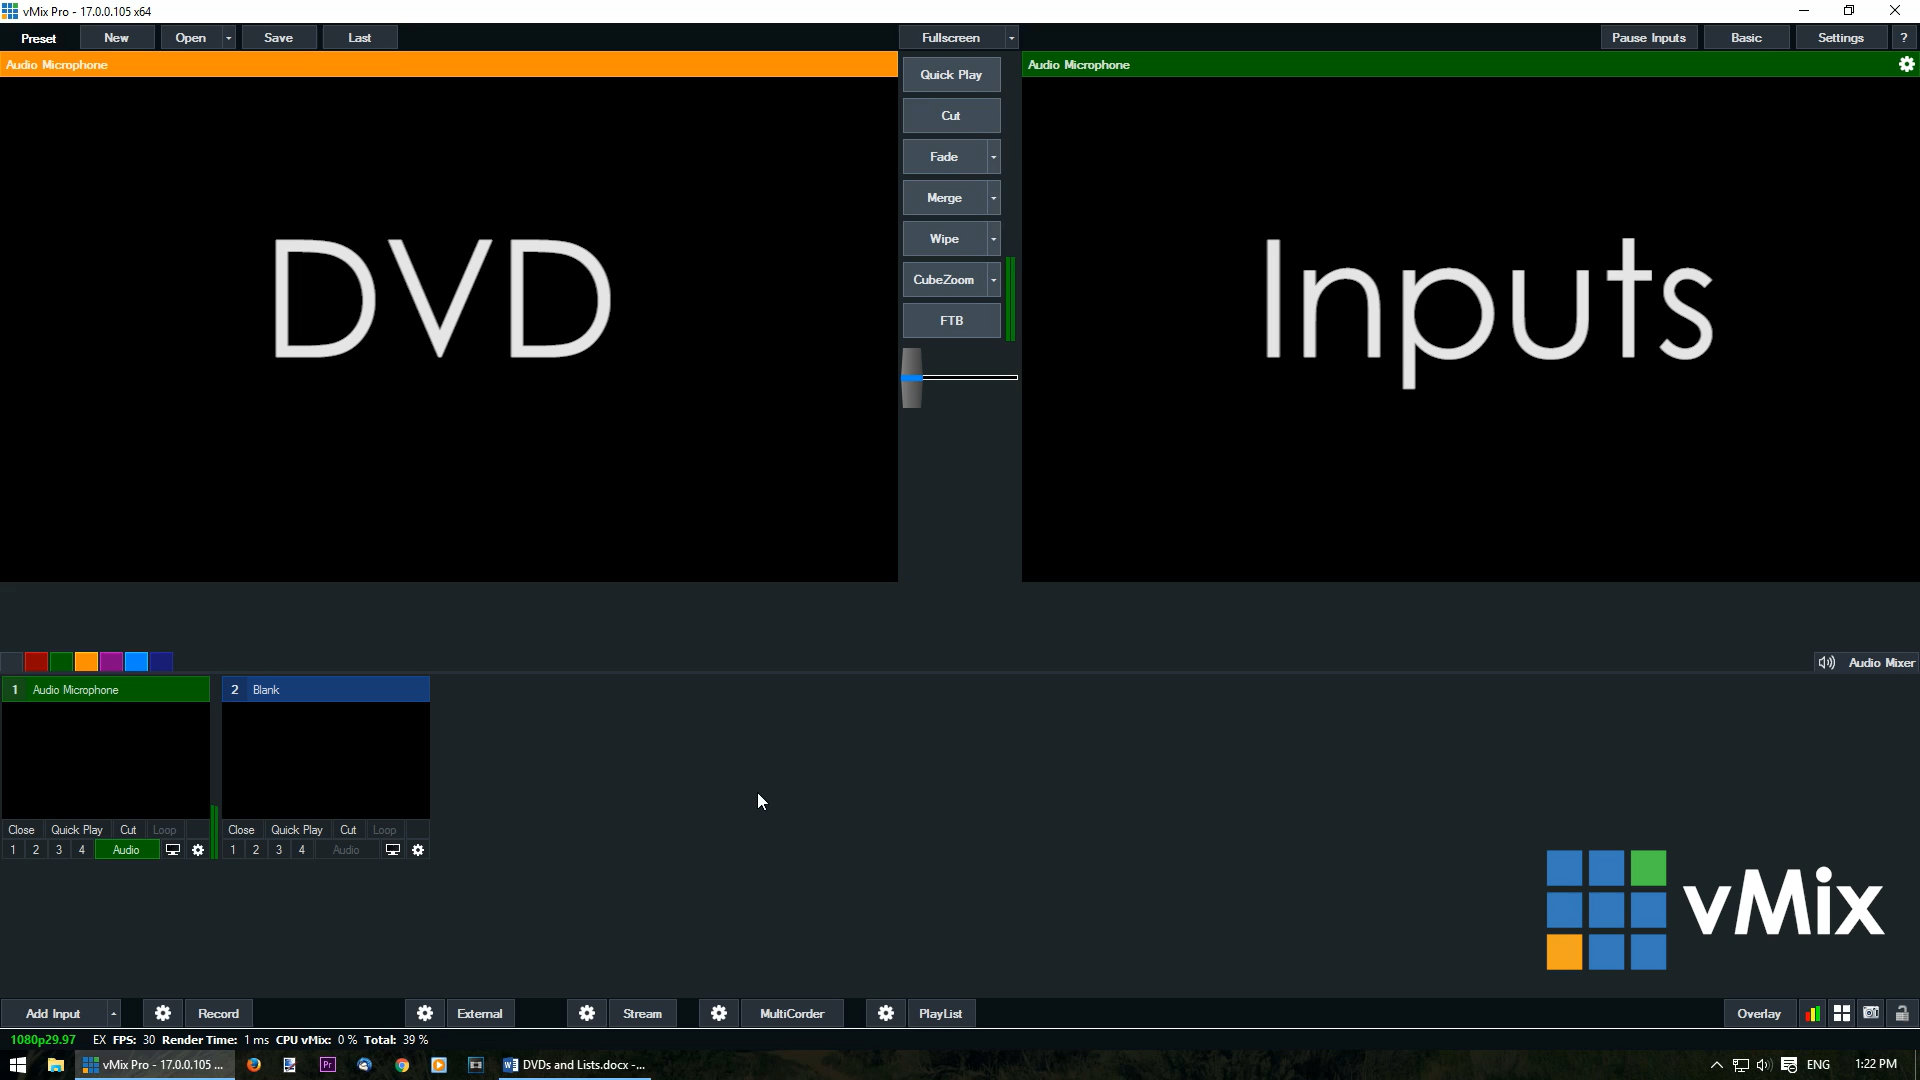 vMix Pro - 17.0.0.105 x64
Preset New Open Save Last Fullscreen Pause Inputs Basic Settings ?
Audio Microphone
Audio Microphone
Quick Play
Cut
Fade
Merge
Wipe
CubeZoom
FTB
DVD
Inputs
Audio Mixer
1 Audio Microphone
2 Blank
Close Quick Play Cut Loop
1 2 3 4 Audio
Close Quick Play Cut Loop
1 2 3 4 Audio
vMix
Add Input Record External Stream MultiCorder PlayList Overlay
1080p29.97 EX FPS: 30 Render Time: 1 ms CPU vMix: 0 % Total: 39 %
vMix Pro - 17.0.0.105 ...
Pr
DVDs and Lists.docx -...
ENG
1:22 PM